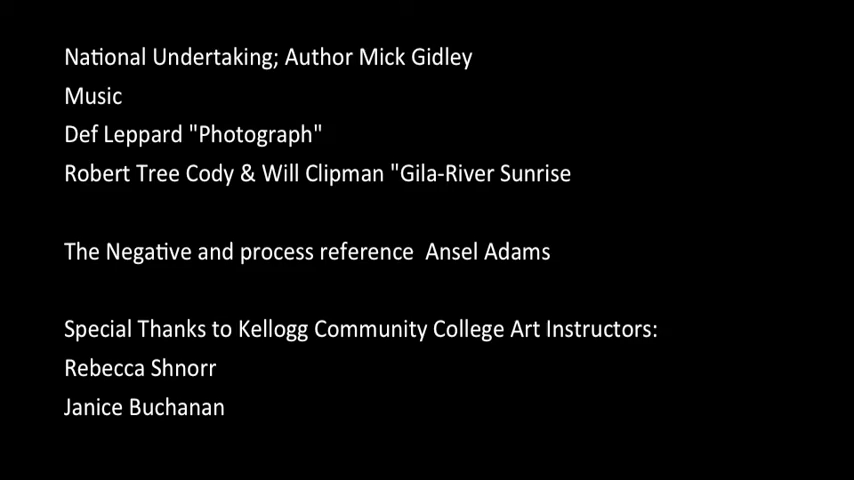 National Undertaking; Author Mick Gidley
Music
Def Leppard "Photograph"
Robert Tree Cody & Will Clipman "Gila-River Sunrise
The Negative and process reference  Ansel Adams
Special Thanks to Kellogg Community College Art Instructors:
Rebecca Shnorr
Janice Buchanan